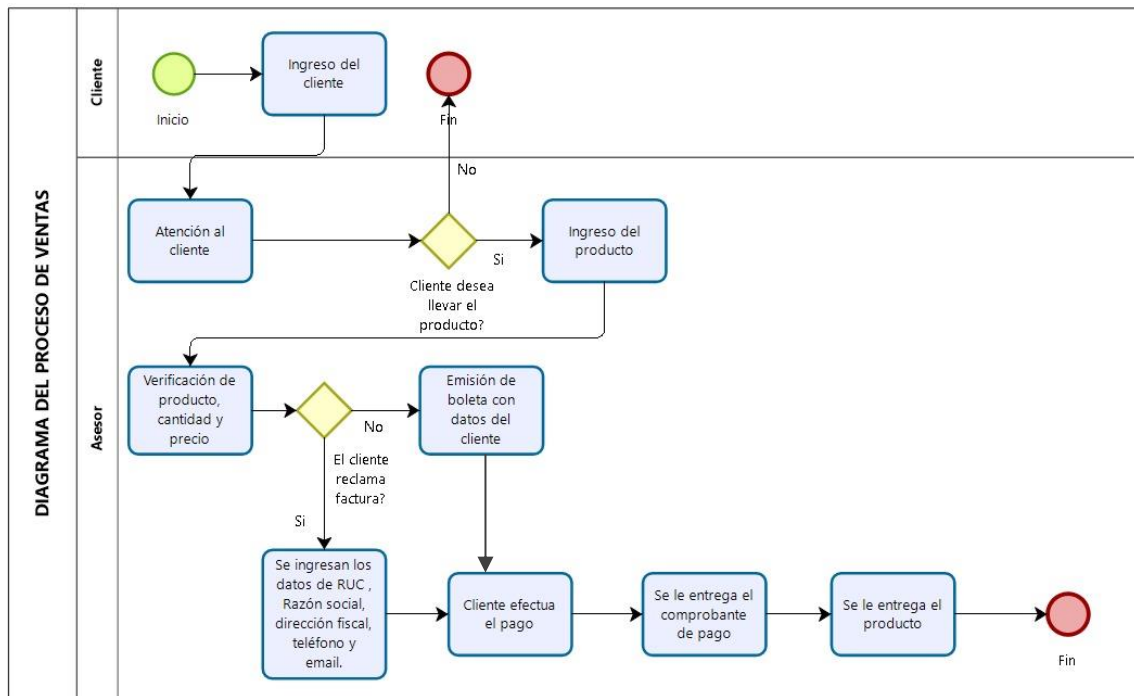 DIAGRAMA DEL PROCESO DE VENTAS
Cliente
Inicio
Ingreso del
cliente
Fin
Asesor
Atención al
cliente
No
Si
Cliente desea
llevar el
producto?
Ingreso del
producto
Verificación de
producto,
cantidad y
precio
No
El cliente
reclama
factura?
Si
Emisión de
boleta con
datos del
cliente
Se ingresan los
datos de RUC ,
Razón social,
dirección fiscal,
teléfono y
email.
Cliente efectua
el pago
Se le entrega el
comprobante
de pago
Se le entrega el
producto
Fin